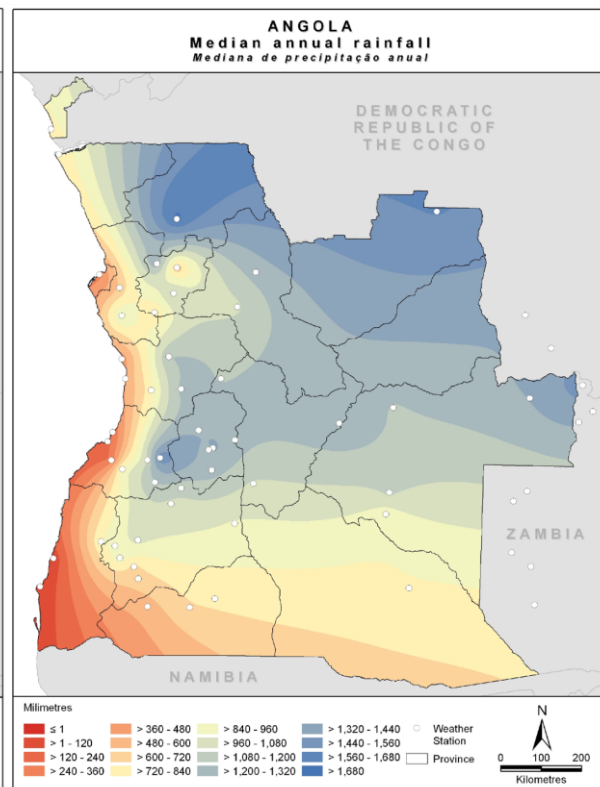 ANGOLA
Median annual rainfall
Mediana de precipitação anual
DEMOCRATIC
REPUBLIC OF
THE CONGO
ZAMBIA
NAMIBIA
Millimetres
≤ 1
> 1 - 120
> 120 - 240
> 240 - 360
> 360 - 480
> 480 - 600
> 600 - 720
> 720 - 840
> 840 - 960
> 960 - 1,080
> 1,080 - 1,200
> 1,200 - 1,320
> 1,320 - 1,440
> 1,440 - 1,560
> 1,560 - 1,680
> 1,680
Weather
Station
Province
N
0 100 200
Kilometres